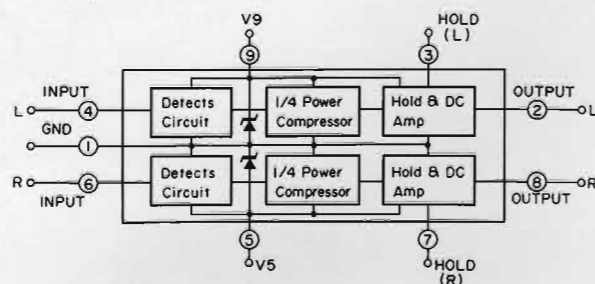 V9
HOLD
(L)
9
3
INPUT
L
4
Detects
Circuit
1/4 Power
Compressor
Hold & DC
Amp
OUTPUT
2
L
GND
1
R
6
INPUT
Detects
Circuit
1/4 Power
Compressor
Hold & DC
Amp
8
R
OUTPUT
5
7
V5
HOLD
(R)